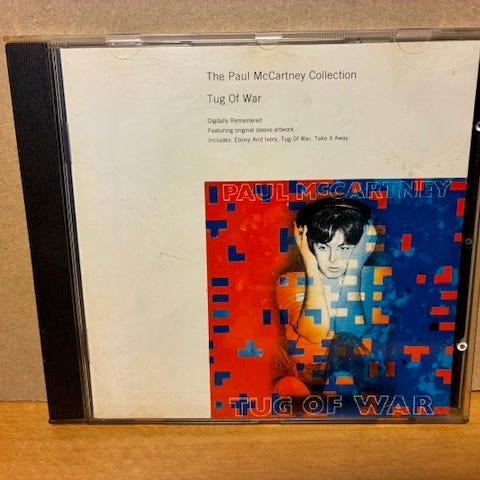 The Paul McCartney Collection
Tug Of War
Digitally Remastered
Featuring original sleeve artwork
Includes: Ebony And Ivory, Tug Of War, Take It Away
PAUL McCARTNEY
TUG OF WAR